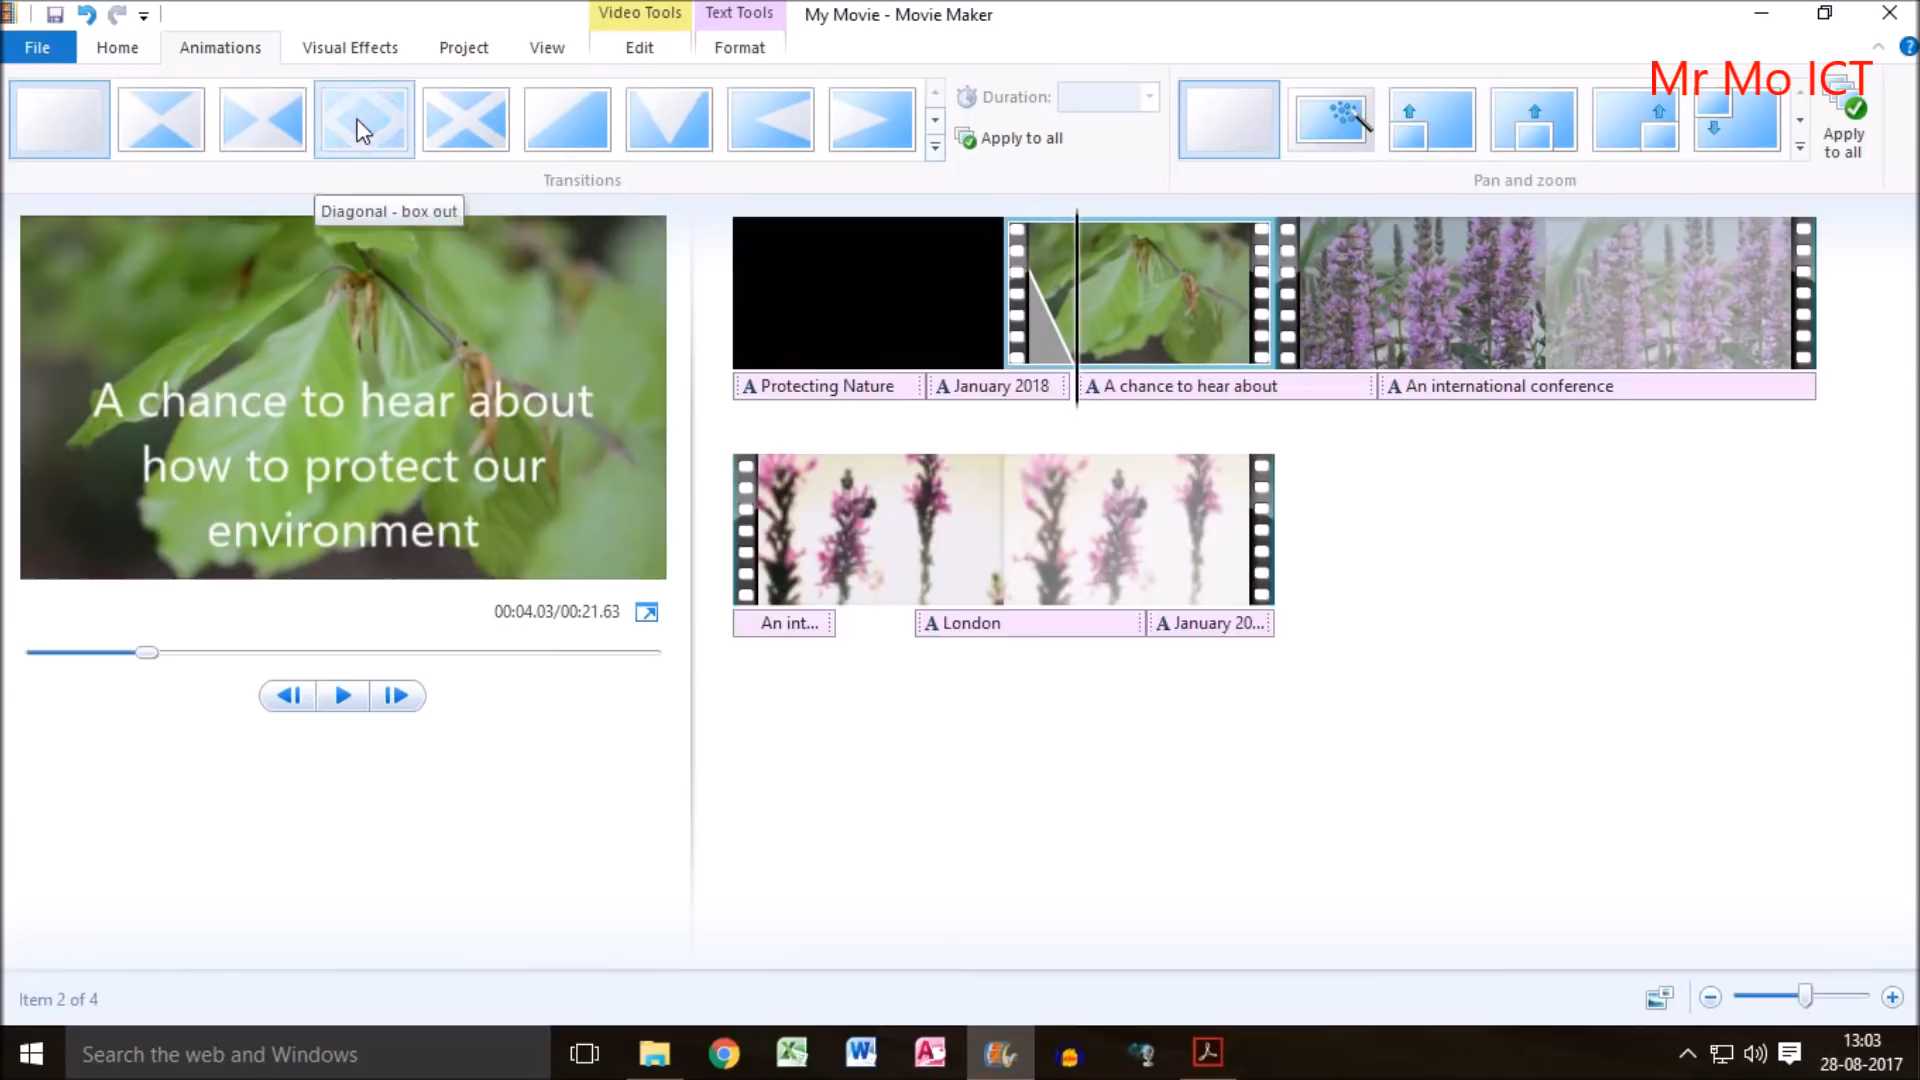 Video Tools
Text Tools
My Movie - Movie Maker
File
Home
Animations
Visual Effects
Project
View
Edit
Format
Mr Mo ICT
Duration:
Apply to all
Apply
to all
Transitions
Pan and zoom
Diagonal - box out
A chance to hear about
how to protect our
environment
A Protecting Nature
A January 2018
A A chance to hear about
A An international conference
An int...
A London
A January 20...
00:04.03/00:21.63
Item 2 of 4
Search the web and Windows
13:03
28-08-2017